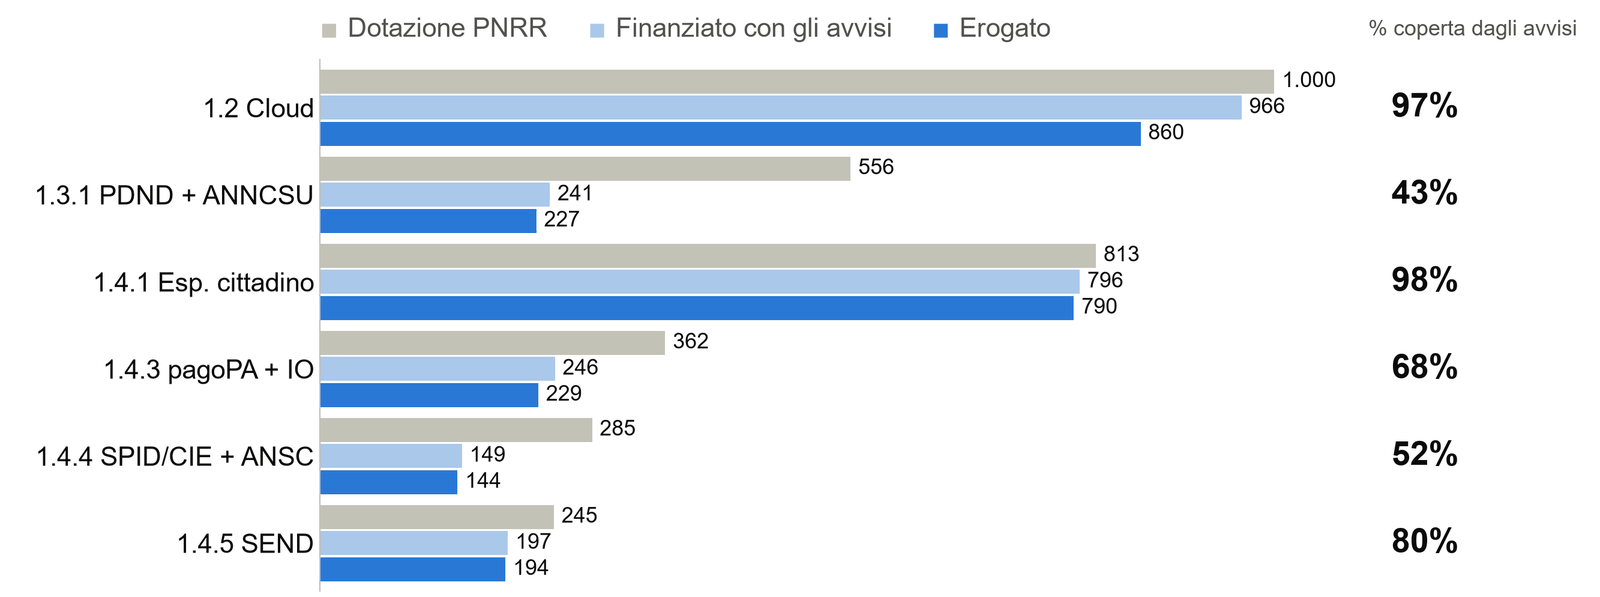 Dotazione PNRR Finanziato con gli avvisi Erogato % coperta dagli avvisi
1.000
1.2 Cloud 966 97%
860
556
1.3.1 PDND + ANNCSU 241 43%
227
813
1.4.1 Esp. cittadino 796 98%
790
362
1.4.3 pagoPA + IO 246 68%
229
285
1.4.4 SPID/CIE + ANSC 149 52%
144
245
1.4.5 SEND 197 80%
194